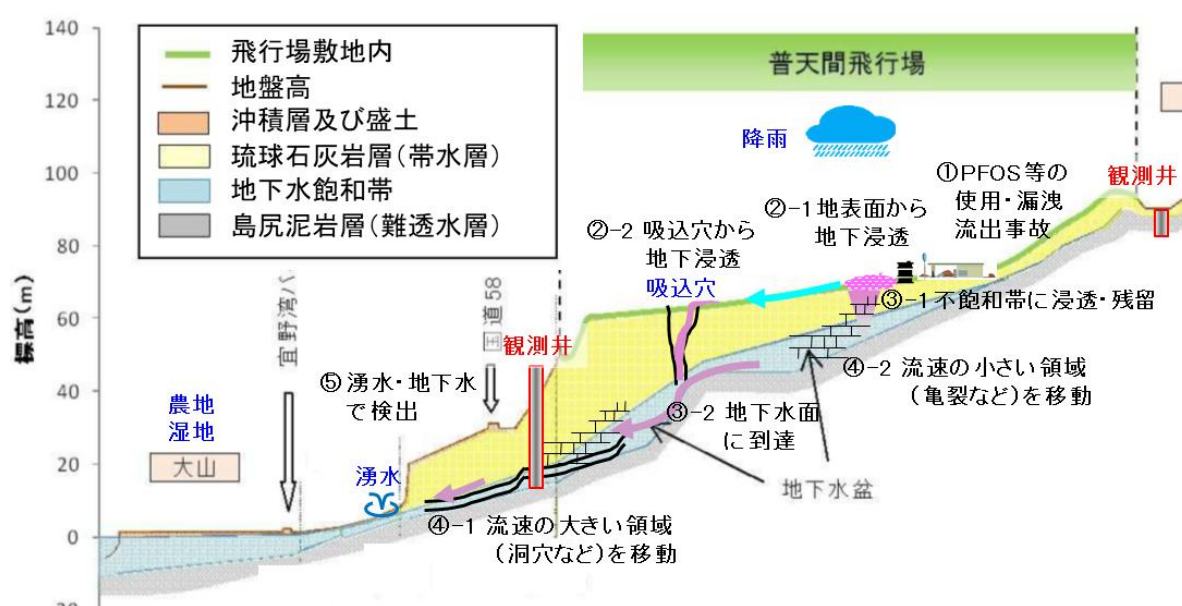 140
120
100
80
60
40
20
0
標高(m)
飛行場敷地内
地盤高
沖積層及び盛土
琉球石灰岩層(帯水層)
地下水飽和帯
島尻泥岩層(難透水層)
普天間飛行場
降雨
①PFOS等の
使用・漏洩
流出事故
観測井
②-1地表面から
地下浸透
②-2 吸込穴から
地下浸透
吸込穴
③-1不飽和帯に浸透・残留
宜野湾バ
国道58
観測井
④-2 流速の小さい領域
(亀裂など)を移動
⑤湧水・地下水
で検出
③-2 地下水面
に到達
農地
湿地
大山
湧水
地下水盆
④-1 流速の大きい領域
(洞穴など)を移動